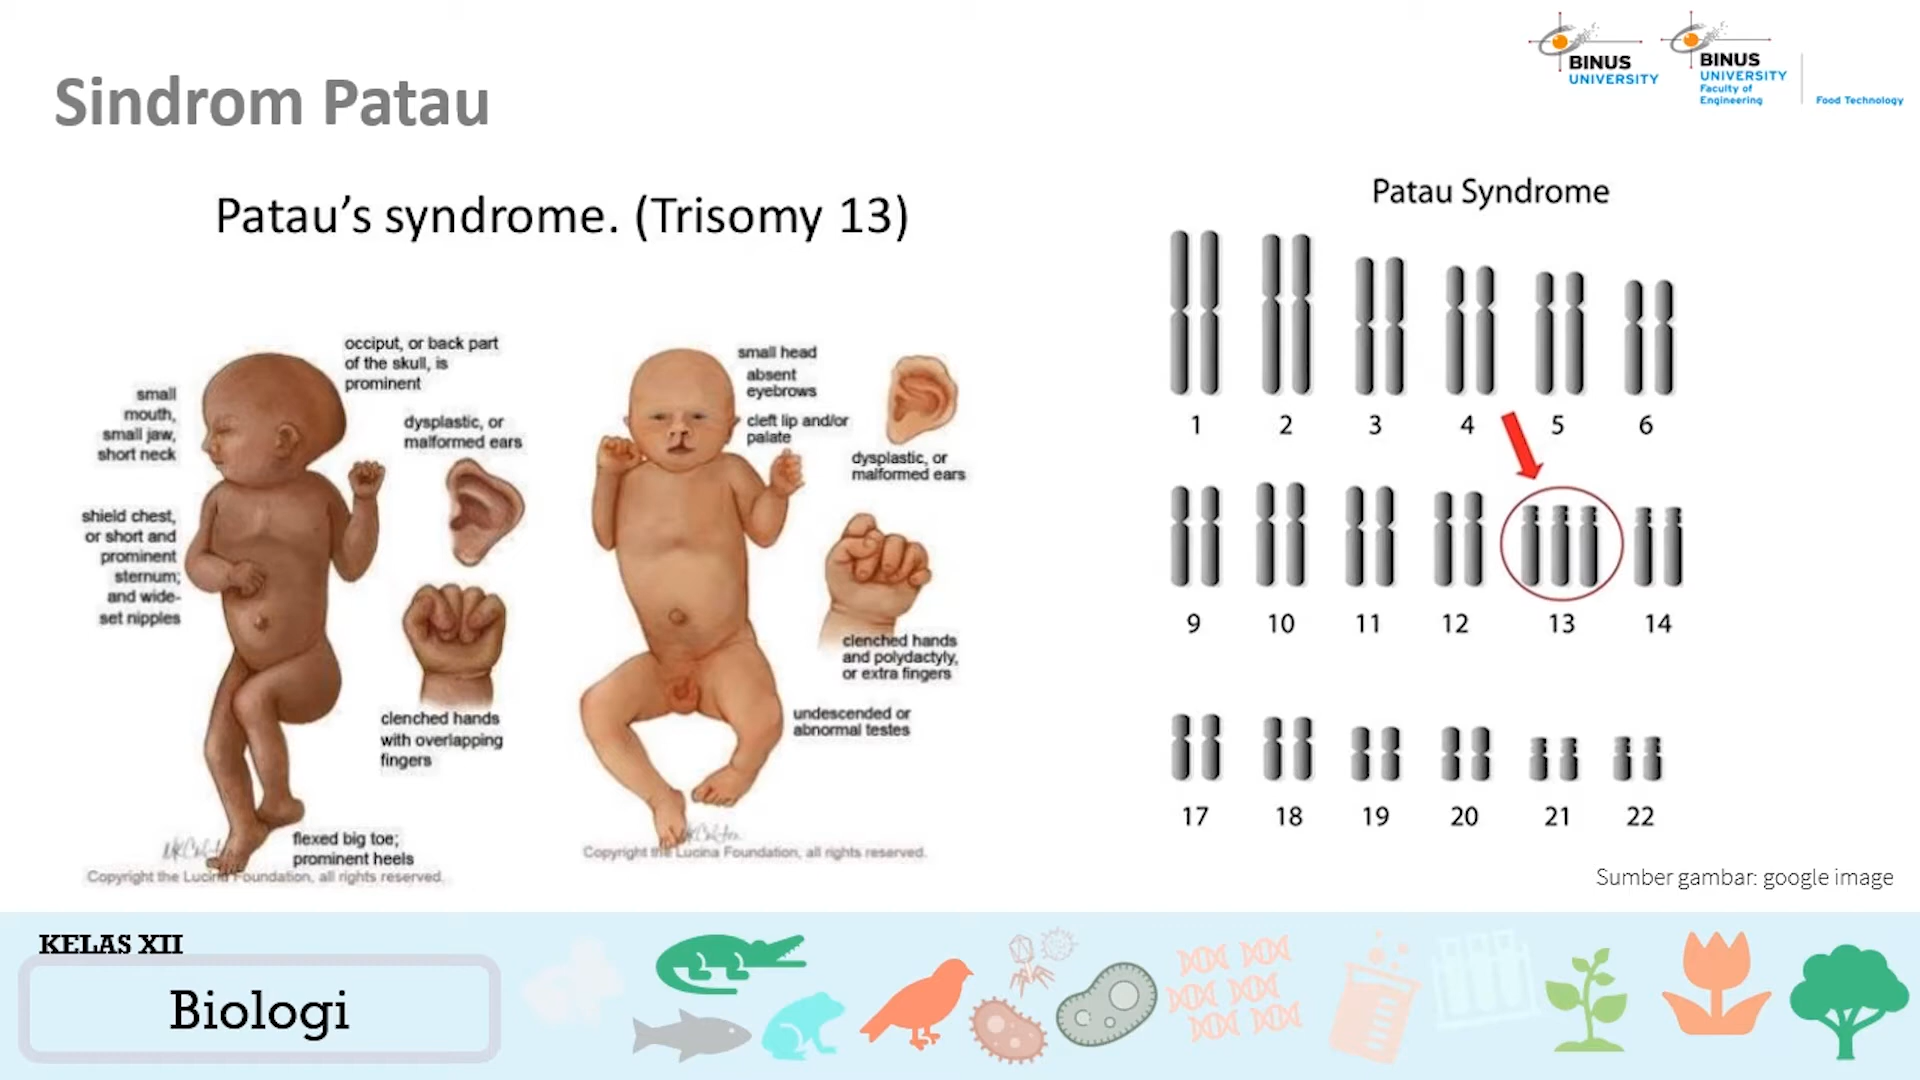 BINUS
UNIVERSITY
BINUS
UNIVERSITY
Faculty of
Engineering
Food Technology
Sindrom Patau
Patau's syndrome. (Trisomy 13)
occiput, or back part
of the skull, is
prominent
small
mouth,
small jaw,
short neck
dysplastic, or
malformed ears
shield chest,
or short and
prominent
sternum;
and wide-
set nipples
clenched hands
with overlapping
fingers
flexed big toe;
prominent heels
Copyright the Lucina Foundation, all rights reserved.
small head
absent
eyebrows
cleft lip and/or
palate
dysplastic, or
malformed ears
clenched hands
and polydactyly,
or extra fingers
undescended or
abnormal testes
Copyright the Lucina Foundation, all rights reserved.
Patau Syndrome
1 2 3 4 5 6
9 10 11 12 13 14
17 18 19 20 21 22
Sumber gambar: google image
KELAS XII
Biologi